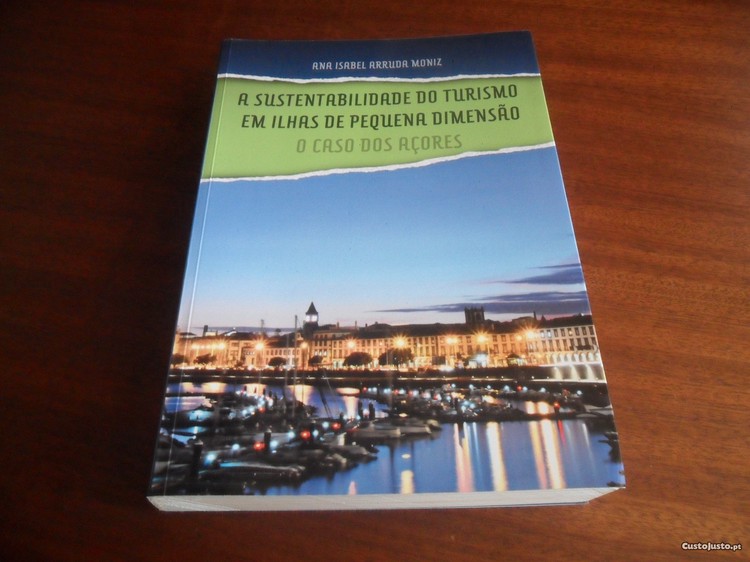 ANA ISABEL ARRUDA MONIZ
A SUSTENTABILIDADE DO TURISMO
EM ILHAS DE PEQUENA DIMENSÃO
O CASO DOS AÇORES
CustoJusto.pt